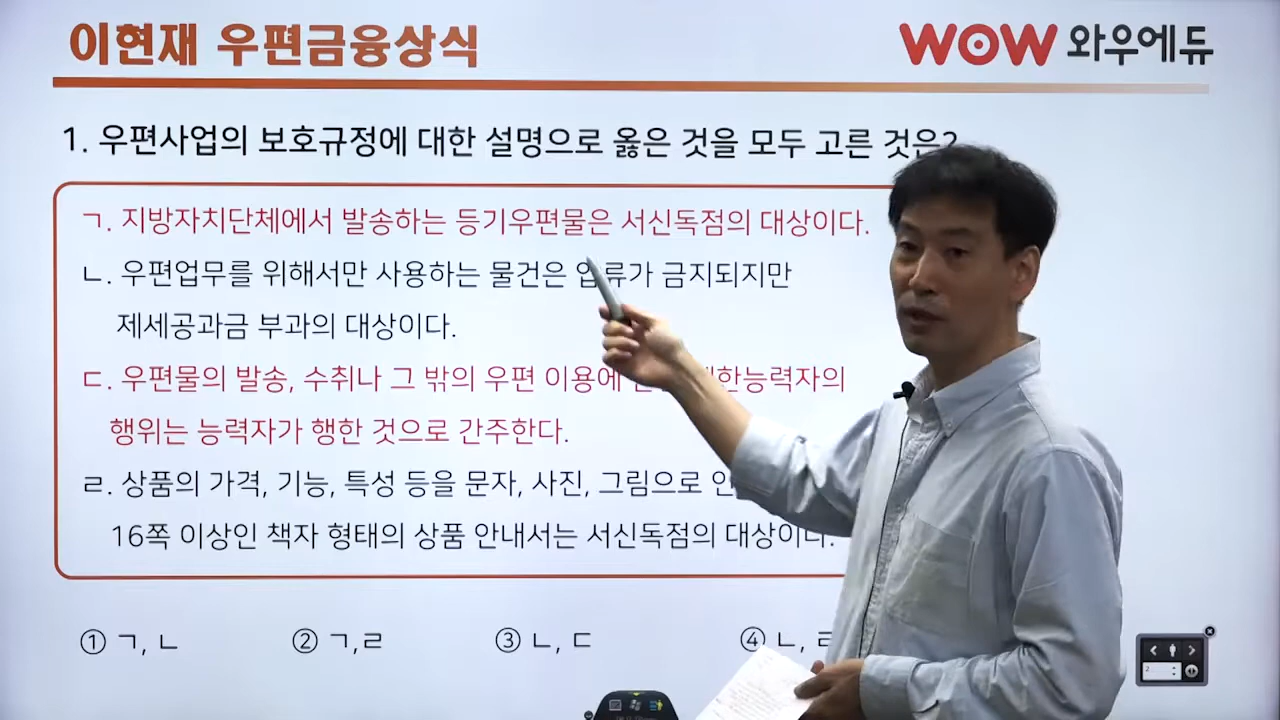 이현재 우편금융상식
WOW 와우에듀
1. 우편사업의 보호규정에 대한 설명으로 옳은 것을 모두 고른 것은?
ㄱ. 지방자치단체에서 발송하는 등기우편물은 서신독점의 대상이다.
ㄴ. 우편업무를 위해서만 사용하는 물건은 압류가 금지되지만
제세공과금 부과의 대상이다.
ㄷ. 우편물의 발송, 수취나 그 밖의 우편 이용에
행위는 능력자가 행한 것으로 간주한다.
ㄹ. 상품의 가격, 기능, 특성 등을 문자, 사진, 그림으로
16쪽 이상인 책자 형태의 상품 안내서는 서신독점의 대상이다.
① ㄱ, ㄴ ② ㄱ,ㄹ ③ ㄴ, ㄷ ④ ㄴ, ㄹ
2